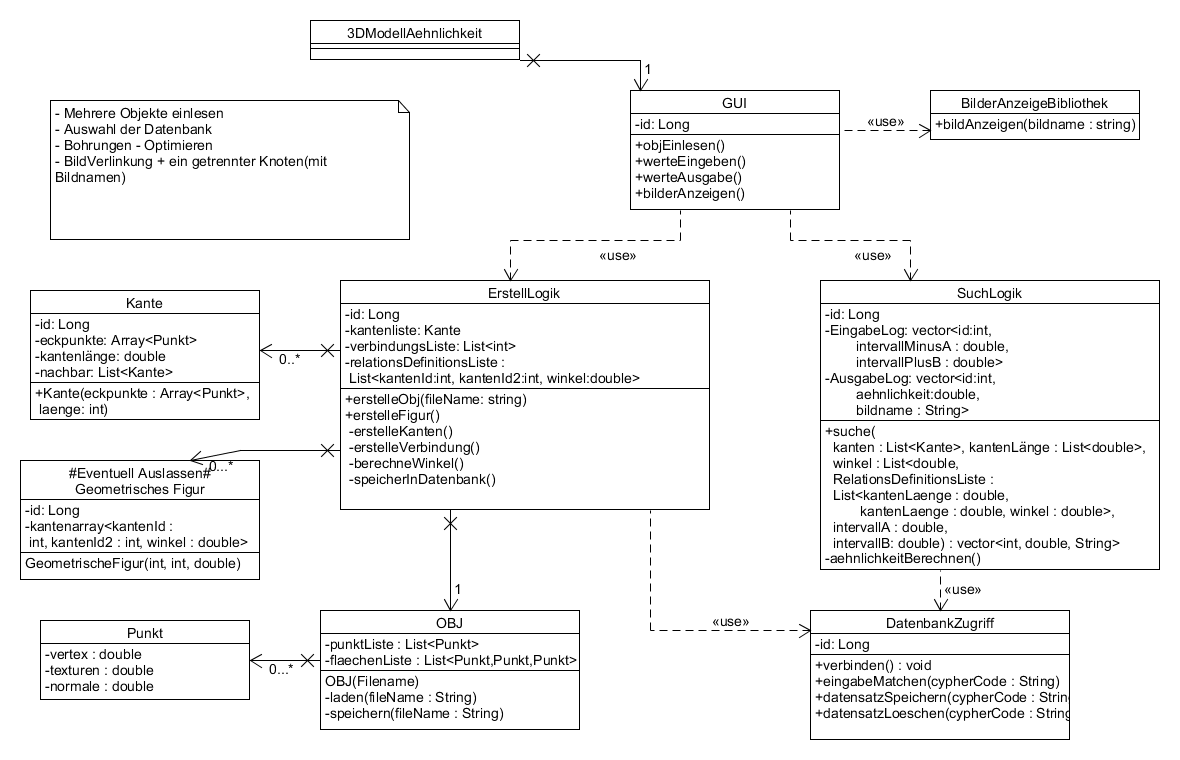 3DModellAehnlichkeit
1
- Mehrere Objekte einlesen
- Auswahl der Datenbank
- Bohrungen - Optimieren
- BildVerlinkung + ein getrennter Knoten(mit
Bildnamen)
GUI
-id: Long
+objEinlesen()
+werteEingeben()
+werteAusgabe()
+bilderAnzeigen()
«use»
BilderAnzeigeBibliothek
+bildAnzeigen(bildname : string)
«use»
«use»
Kante
-id: Long
-eckpunkte: Array<Punkt>
-kantenlänge: double
-nachbar: List<Kante>
+Kante(eckpunkte : Array<Punkt>,
laenge: int)
0..*
ErstellLogik
-id: Long
-kantenliste: Kante
-verbindungsListe: List<int>
-relationsDefinitionsListe :
List<kantenId:int, kantenId2:int, winkel:double>
+erstelleObj(fileName: string)
+erstelleFigur()
-erstelleKanten()
-erstelleVerbindung()
-berechneWinkel()
-speicherInDatenbank()
SuchLogik
-id: Long
-EingabeLog: vector<id:int,
intervallMinusA : double,
intervallPlusB : double>
-AusgabeLog: vector<id:int,
aehnlichkeit:double,
bildname : String>
+suche(
kanten : List<Kante>, kantenLänge : List<double>,
winkel : List<double,
RelationsDefinitionsListe :
List<kantenLaenge : double,
kantenLaenge : double, winkel : double>,
intervallA : double,
intervallB: double) : vector<int, double, String>
-aehnlichkeitBerechnen()
0...*
#Eventuell Auslassen#
Geometrisches Figur
-id: Long
-kantenarray<kantenId :
int, kantenId2 : int, winkel : double>
GeometrischeFigur(int, int, double)
1
«use»
«use»
Punkt
-vertex : double
-texturen : double
-normale : double
0...*
OBJ
-punktListe : List<Punkt>
-flaechenListe : List<Punkt,Punkt,Punkt>
OBJ(Filename)
-laden(fileName : String)
-speichern(fileName : String)
DatenbankZugriff
-id: Long
+verbinden() : void
+eingabeMatchen(cypherCode : String)
+datensatzSpeichern(cypherCode : String
+datensatzLoeschen(cypherCode : String